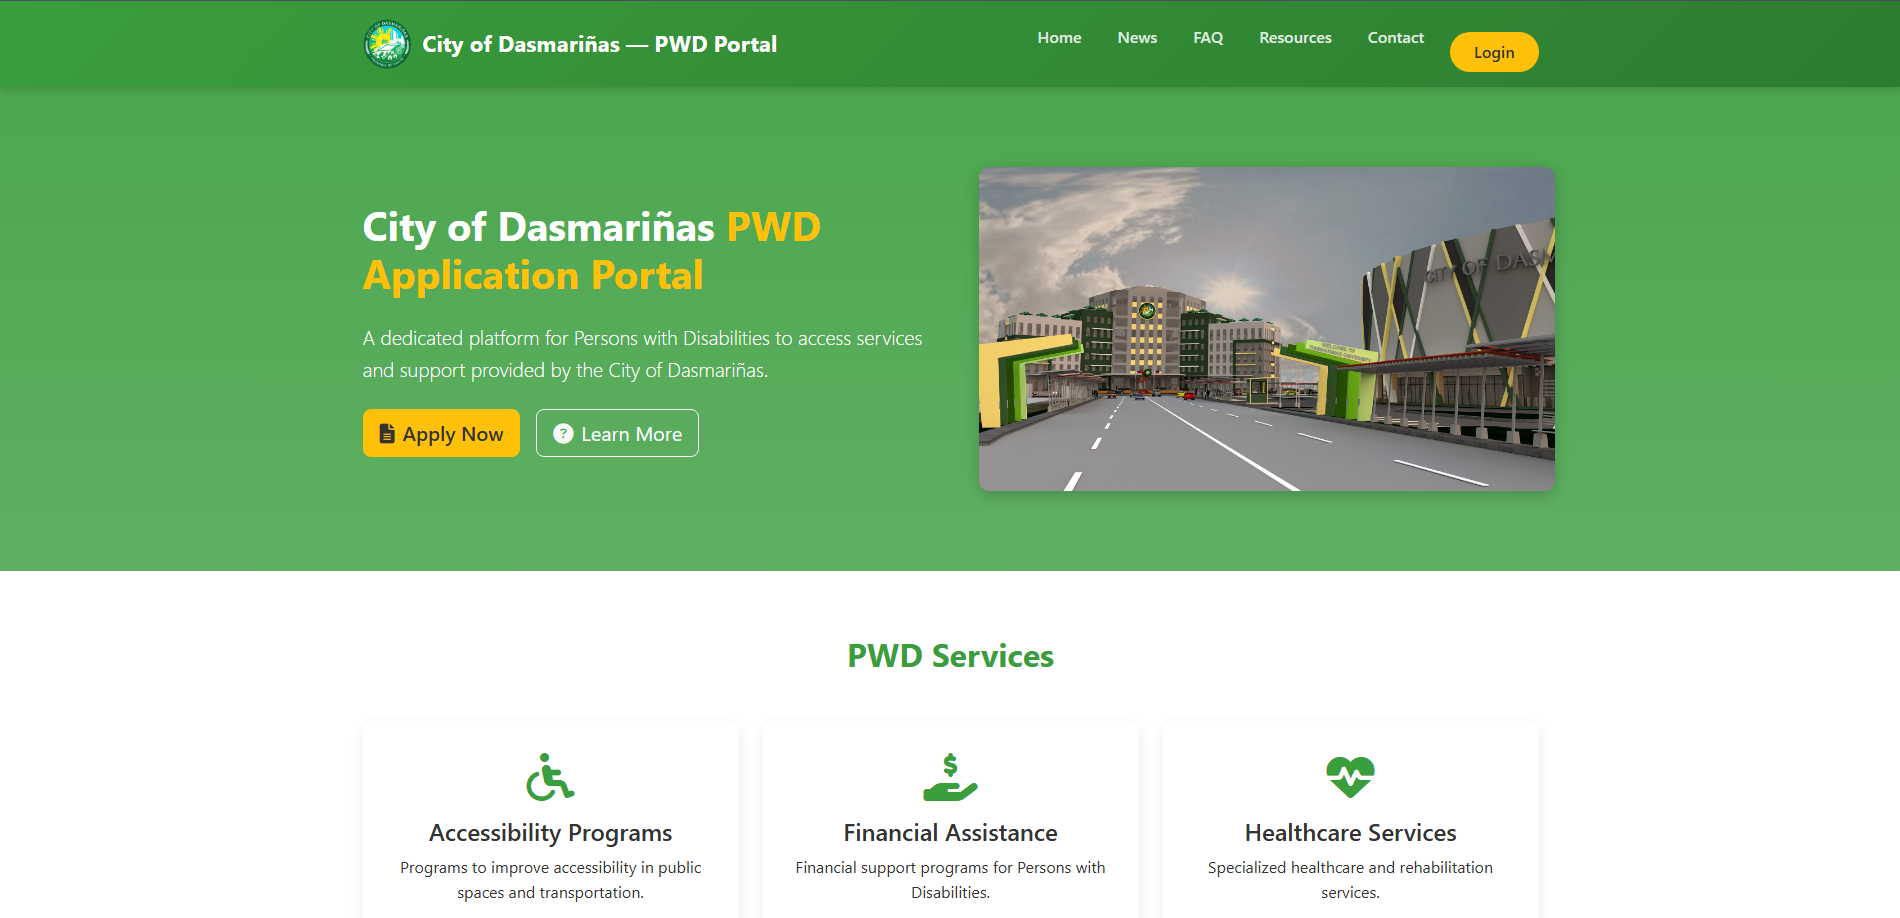 City of Dasmariñas — PWD Portal
Home
News
FAQ
Resources
Contact
Login
City of Dasmariñas PWD
Application Portal
A dedicated platform for Persons with Disabilities to access services
and support provided by the City of Dasmariñas.
Apply Now
Learn More
CITY OF DASM
WELCOME TO
PWD Services
Accessibility Programs
Programs to improve accessibility in public
spaces and transportation.
Financial Assistance
Financial support programs for Persons with
Disabilities.
Healthcare Services
Specialized healthcare and rehabilitation
services.